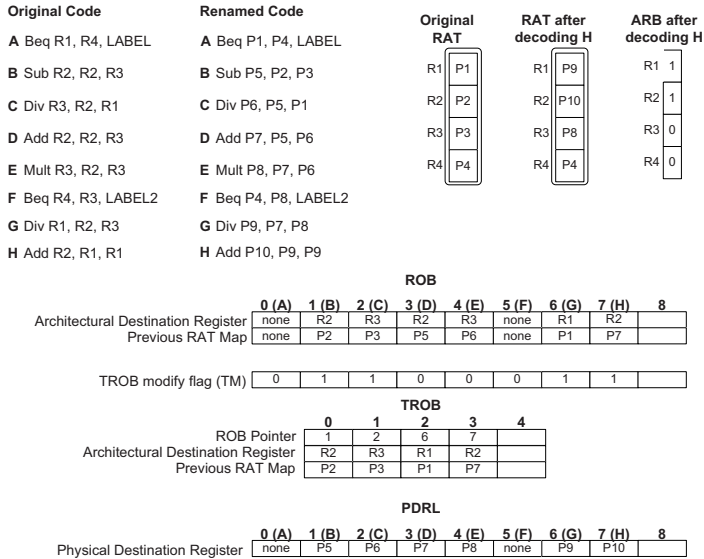 Original Code
Renamed Code
Original RAT
RAT after decoding H
ARB after decoding H
A Beq R1, R4, LABEL
A Beq P1, P4, LABEL
B Sub R2, R2, R3
B Sub P5, P2, P3
C Div R3, R2, R1
C Div P6, P5, P1
D Add R2, R2, R3
D Add P7, P5, P6
E Mult R3, R2, R3
E Mult P8, P7, P6
F Beq R4, R3, LABEL2
F Beq P4, P8, LABEL2
G Div R1, R2, R3
G Div P9, P7, P8
H Add R2, R1, R1
H Add P10, P9, P9
R1 P1
R2 P2
R3 P3
R4 P4
R1 P9
R2 P10
R3 P8
R4 P4
R1 1
R2 1
R3 0
R4 0
ROB
0 (A) 1 (B) 2 (C) 3 (D) 4 (E) 5 (F) 6 (G) 7 (H) 8
Architectural Destination Register none R2 R3 R2 R3 none R1 R2
Previous RAT Map none P2 P3 P5 P6 none P1 P7
TROB modify flag (TM) 0 1 1 0 0 0 1 1
TROB
0 1 2 3 4
ROB Pointer 1 2 6 7
Architectural Destination Register R2 R3 R1 R2
Previous RAT Map P2 P3 P1 P7
PDRL
0 (A) 1 (B) 2 (C) 3 (D) 4 (E) 5 (F) 6 (G) 7 (H) 8
Physical Destination Register none P5 P6 P7 P8 none P9 P10